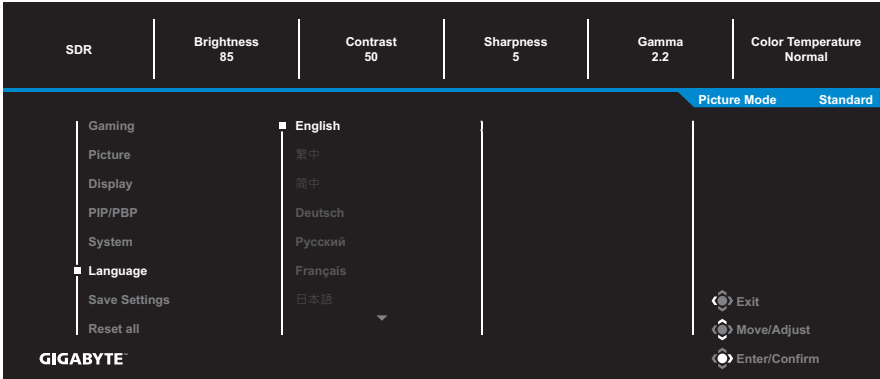 SDR
Brightness
85
Contrast
50
Sharpness
5
Gamma
2.2
Color Temperature
Normal
Picture Mode Standard
Gaming
Picture
Display
PIP/PBP
System
Language
Save Settings
Reset all
English
繁中
简中
Deutsch
Русский
Français
日本語
Exit
Move/Adjust
Enter/Confirm
GIGABYTE™